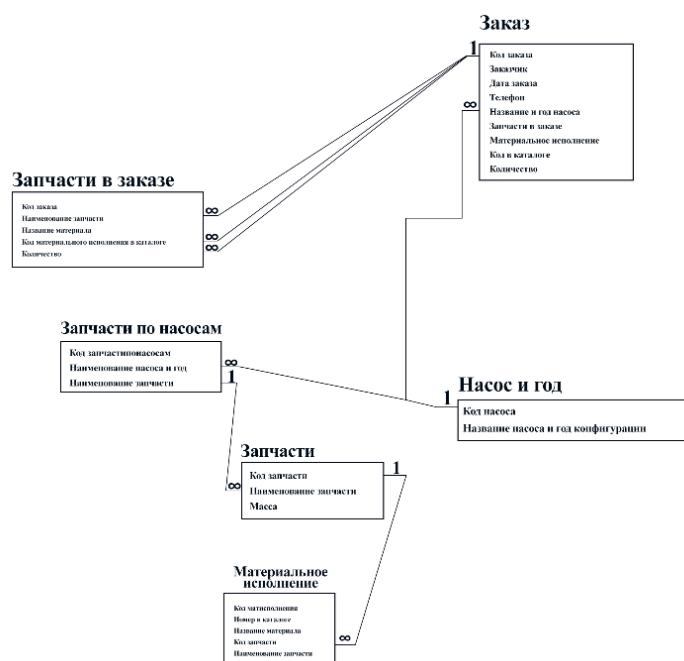 Заказ
1
Код заказа
Заказчик
Дата заказа
Телефон
∞
Название и год насоса
Запчасти в заказе
Материальное исполнение
Код в каталоге
Количество
Запчасти в заказе
Код заказа
∞
Наименование запчасти
Название материала
∞
Код материального исполнения в каталоге
∞
Количество
Запчасти по насосам
Код запчастипонасосам
∞
Наименование насоса и год
1
Наименование запчасти
Насос и год
1
Код насоса
Название насоса и год конфигурации
Запчасти
1
Код запчасти
∞
Наименование запчасти
Масса
Материальное
исполнение
Код матисполнения
Номер в каталоге
Название материала
∞
Код запчасти
Наименование запчасти